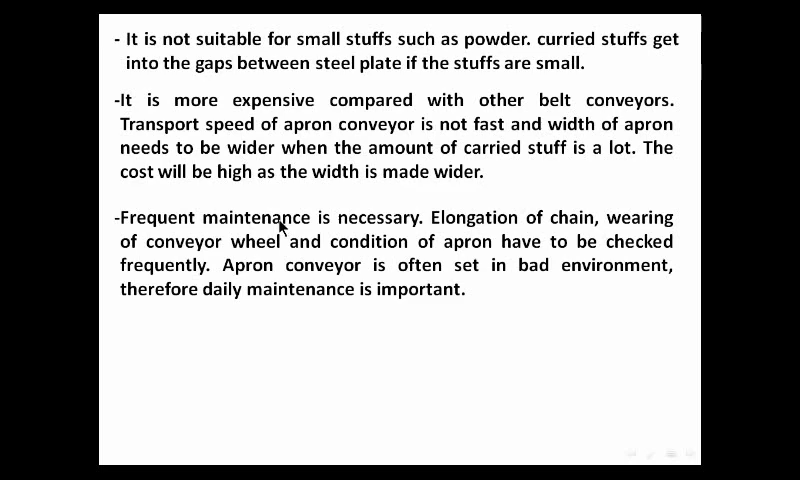 - It is not suitable for small stuffs such as powder. curried stuffs get
into the gaps between steel plate if the stuffs are small.
-It is more expensive compared with other belt conveyors.
Transport speed of apron conveyor is not fast and width of apron
needs to be wider when the amount of carried stuff is a lot. The
cost will be high as the width is made wider.
-Frequent maintenance is necessary. Elongation of chain, wearing
of conveyor wheel and condition of apron have to be checked
frequently. Apron conveyor is often set in bad environment,
therefore daily maintenance is important.